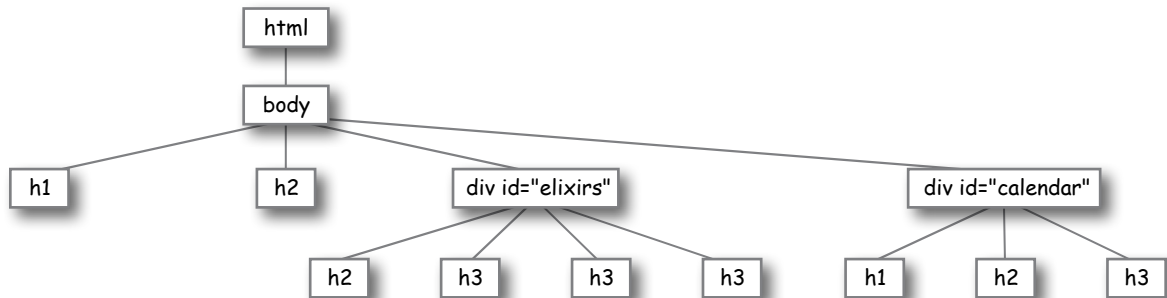 html
body
h1
h2
div id="elixirs"
div id="calendar"
h2
h3
h3
h3
h1
h2
h3